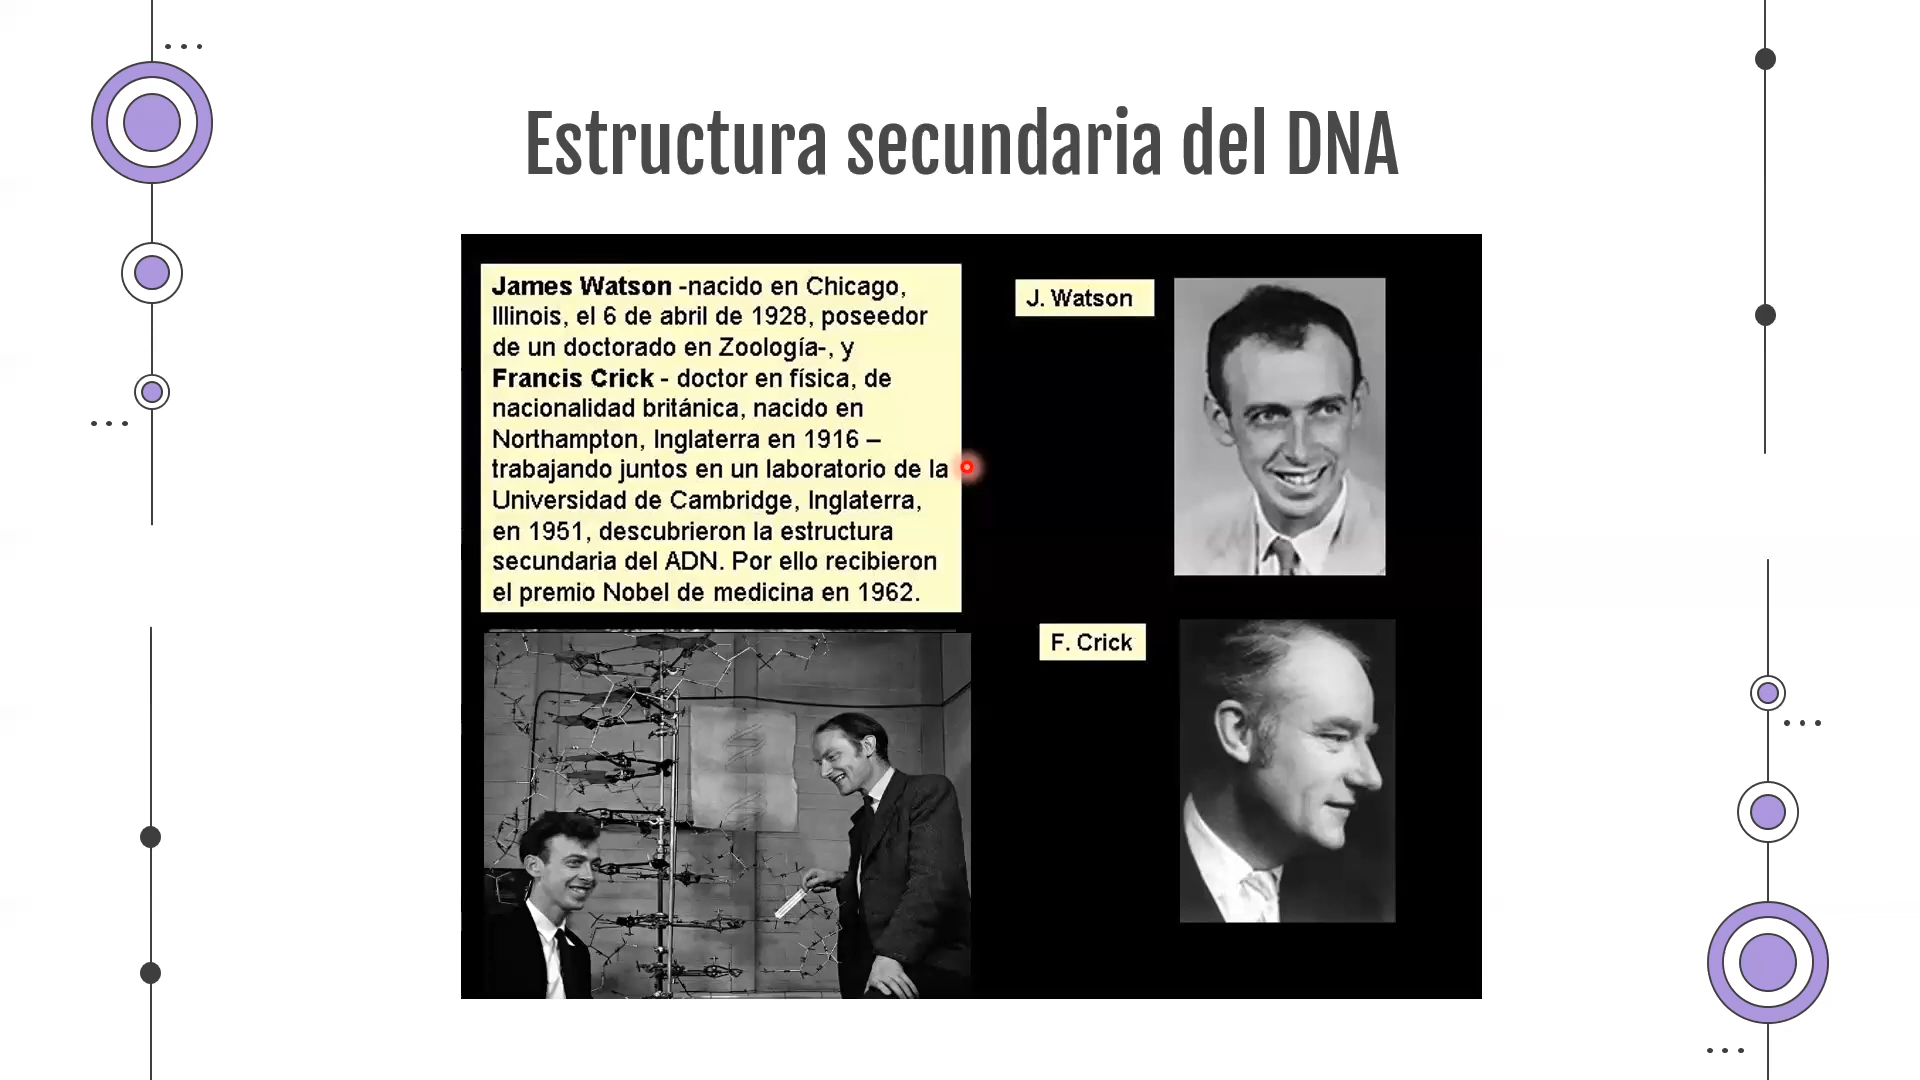 Estructura secundaria del DNA
James Watson -nacido en Chicago,
Illinois, el 6 de abril de 1928, poseedor
de un doctorado en Zoología-, y
Francis Crick - doctor en física, de
nacionalidad británica, nacido en
Northampton, Inglaterra en 1916 –
trabajando juntos en un laboratorio de la
Universidad de Cambridge, Inglaterra,
en 1951, descubrieron la estructura
secundaria del ADN. Por ello recibieron
el premio Nobel de medicina en 1962.
J. Watson
F. Crick